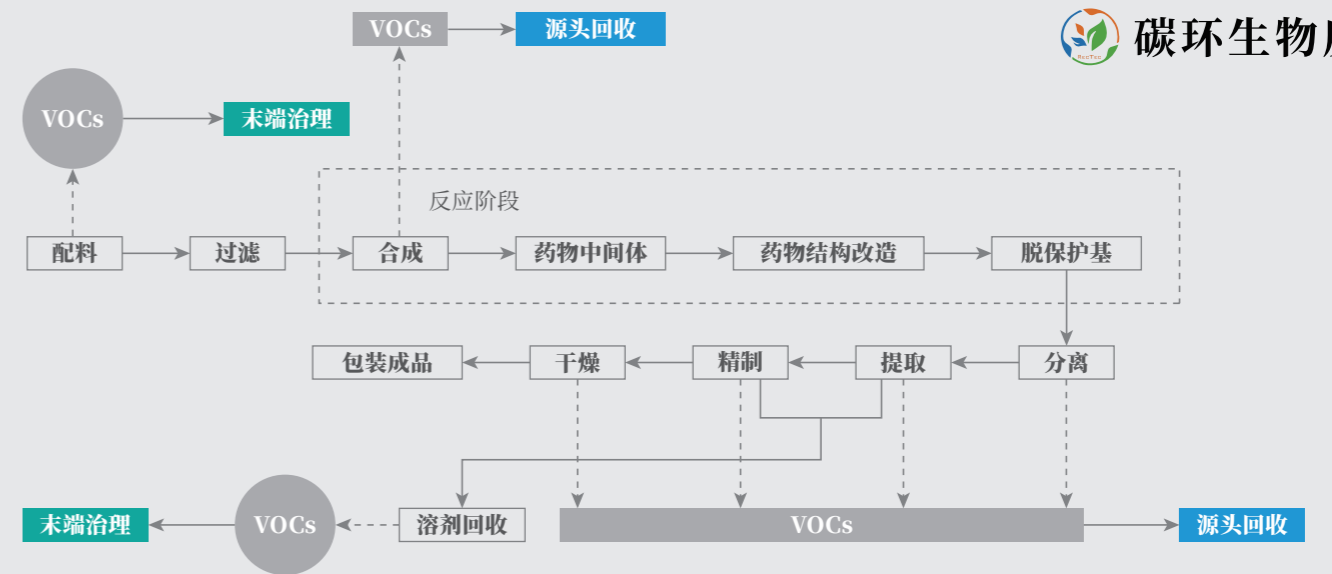 VOCs
源头回收
碳环生物质
VOCs
末端治理
反应阶段
配料
过滤
合成
药物中间体
药物结构改造
脱保护基
包装成品
干燥
精制
提取
分离
末端治理
VOCs
溶剂回收
VOCs
源头回收